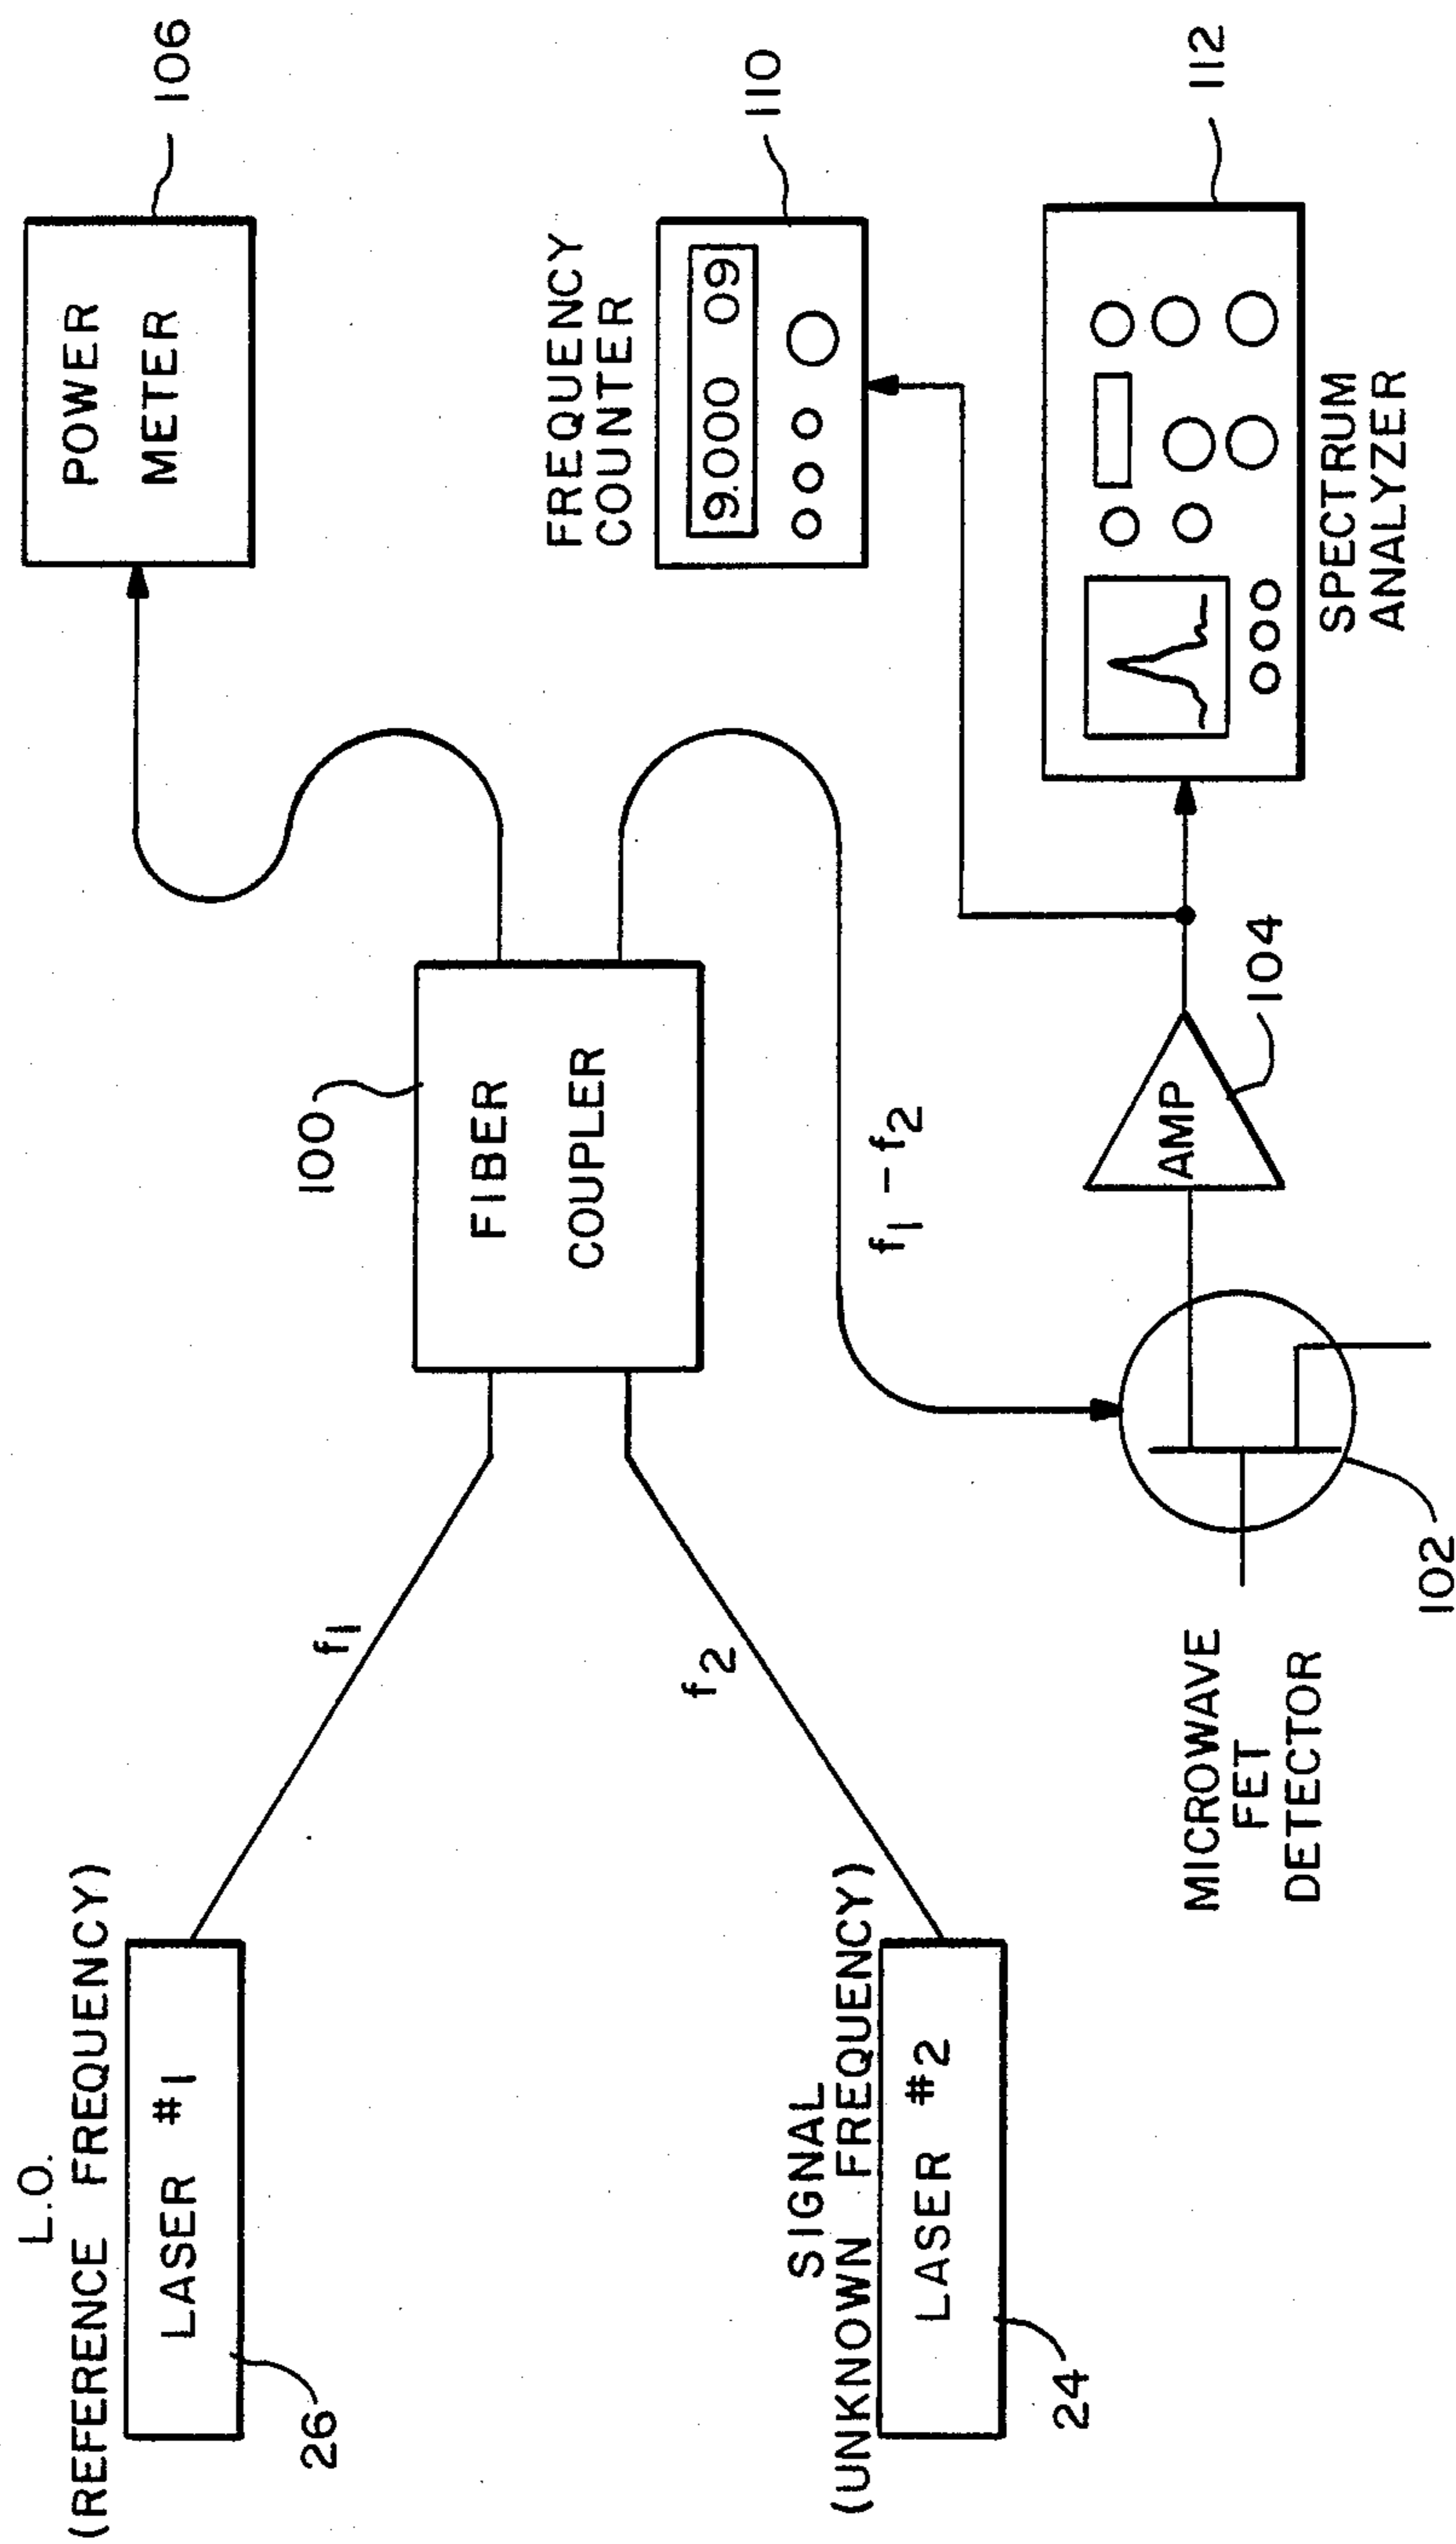 L.O.
(REFERENCE FREQUENCY)
LASER #1
26
f1
SIGNAL
(UNKNOWN FREQUENCY)
LASER #2
24
f2
100
FIBER
COUPLER
f1 - f2
POWER
METER
106
FREQUENCY
COUNTER
9.000 09
110
MICROWAVE
FET
DETECTOR
102
AMP
104
SPECTRUM
ANALYZER
112